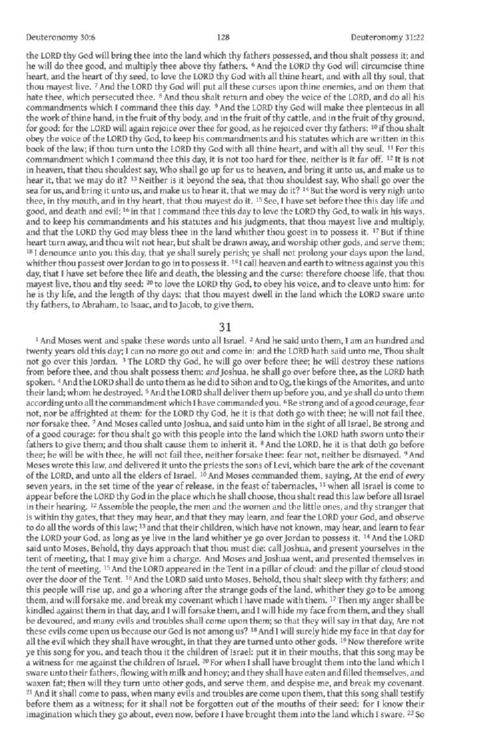 Deuteronomy 30:6 128 Deuteronomy 31:22
the LORD thy God will bring thee into the land which thy fathers possessed, and thou shalt possess it; and
he will do thee good, and multiply thee above thy fathers. 6 And the LORD thy God will circumcise thine
heart, and the heart of thy seed, to love the LORD thy God with all thine heart, and with all thy soul, that
thou mayest live. 7 And the LORD thy God will put all these curses upon thine enemies, and on them that
hate thee, which persecuted thee. 8 And thou shalt return and obey the voice of the LORD, and do all his
commandments which I command thee this day. 9 And the LORD thy God will make thee plenteous in all
the work of thine hand, in the fruit of thy body, and in the fruit of thy cattle, and in the fruit of thy ground,
for good: for the LORD will again rejoice over thee for good, as he rejoiced over thy fathers: 10 if thou shalt
obey the voice of the LORD thy God, to keep his commandments and his statutes which are written in this
book of the law; if thou turn unto the LORD thy God with all thine heart, and with all thy soul. 11 For this
commandment which I command thee this day, it is not too hard for thee, neither is it far off. 12 It is not
in heaven, that thou shouldest say, Who shall go up for us to heaven, and bring it unto us, and make us to
hear it, that we may do it? 13 Neither is it beyond the sea, that thou shouldest say, Who shall go over the
sea for us, and bring it unto us, and make us to hear it, that we may do it? 14 But the word is very nigh unto
thee, in thy mouth, and in thy heart, that thou mayest do it. 15 See, I have set before thee this day life and
good, and death and evil; 16 in that I command thee this day to love the LORD thy God, to walk in his ways,
and to keep his commandments and his statutes and his judgments, that thou mayest live and multiply,
and that the LORD thy God may bless thee in the land whither thou goest in to possess it. 17 But if thine
heart turn away, and thou wilt not hear, but shalt be drawn away, and worship other gods, and serve them;
18 I denounce unto you this day, that ye shall surely perish; ye shall not prolong your days upon the land,
whither thou passest over Jordan to go in to possess it. 19 I call heaven and earth to witness against you this
day, that I have set before thee life and death, the blessing and the curse: therefore choose life, that thou
mayest live, thou and thy seed: 20 to love the LORD thy God, to obey his voice, and to cleave unto him: for
he is thy life, and the length of thy days: that thou mayest dwell in the land which the LORD sware unto
thy fathers, to Abraham, to Isaac, and to Jacob, to give them.
31
1 And Moses went and spake these words unto all Israel. 2 And he said unto them, I am an hundred and
twenty years old this day; I can no more go out and come in: and the LORD hath said unto me, Thou shalt
not go over this Jordan. 3 The LORD thy God, he will go over before thee; he will destroy these nations
from before thee, and thou shalt possess them: and Joshua, he shall go over before thee, as the LORD hath
spoken. 4 And the LORD shall do unto them as he did to Sihon and to Og, the kings of the Amorites, and unto
their land; whom he destroyed. 5 And the LORD shall deliver them up before you, and ye shall do unto them
according unto all the commandment which I have commanded you. 6 Be strong and of a good courage, fear
not, nor be affrighted at them: for the LORD thy God, he it is that doth go with thee; he will not fail thee,
nor forsake thee. 7 And Moses called unto Joshua, and said unto him in the sight of all Israel, Be strong and
of a good courage: for thou shalt go with this people into the land which the LORD hath sworn unto their
fathers to give them; and thou shalt cause them to inherit it. 8 And the LORD, he it is that doth go before
thee; he will be with thee, he will not fail thee, neither forsake thee: fear not, neither be dismayed. 9 And
Moses wrote this law, and delivered it unto the priests the sons of Levi, which bare the ark of the covenant
of the LORD, and unto all the elders of Israel. 10 And Moses commanded them, saying, At the end of every
seven years, in the set time of the year of release, in the feast of tabernacles, 11 when all Israel is come to
appear before the LORD thy God in the place which he shall choose, thou shalt read this law before all Israel
in their hearing. 12 Assemble the people, the men and the women and the little ones, and thy stranger that
is within thy gates, that they may hear, and that they may learn, and fear the LORD your God, and observe
to do all the words of this law; 13 and that their children, which have not known, may hear, and learn to fear
the LORD your God, as long as ye live in the land whither ye go over Jordan to possess it. 14 And the LORD
said unto Moses, Behold, thy days approach that thou must die: call Joshua, and present yourselves in the
tent of meeting, that I may give him a charge. And Moses and Joshua went, and presented themselves in
the tent of meeting. 15 And the LORD appeared in the Tent in a pillar of cloud: and the pillar of cloud stood
over the door of the Tent. 16 And the LORD said unto Moses, Behold, thou shalt sleep with thy fathers; and
this people will rise up, and go a whoring after the strange gods of the land, whither they go to be among
them, and will forsake me, and break my covenant which I have made with them. 17 Then my anger shall be
kindled against them in that day, and I will forsake them, and I will hide my face from them, and they shall
be devoured, and many evils and troubles shall come upon them; so that they will say in that day, Are not
these evils come upon us because our God is not among us? 18 And I will surely hide my face in that day for
all the evil which they shall have wrought, in that they are turned unto other gods. 19 Now therefore write
ye this song for you, and teach thou it the children of Israel: put it in their mouths, that this song may be
a witness for me against the children of Israel. 20 For when I shall have brought them into the land which I
sware unto their fathers, flowing with milk and honey; and they shall have eaten and filled themselves, and
waxen fat; then will they turn unto other gods, and serve them, and despise me, and break my covenant.
21 And it shall come to pass, when many evils and troubles are come upon them, that this song shall testify
before them as a witness; for it shall not be forgotten out of the mouths of their seed: for I know their
imagination which they go about, even now, before I have brought them into the land which I sware. 22 So